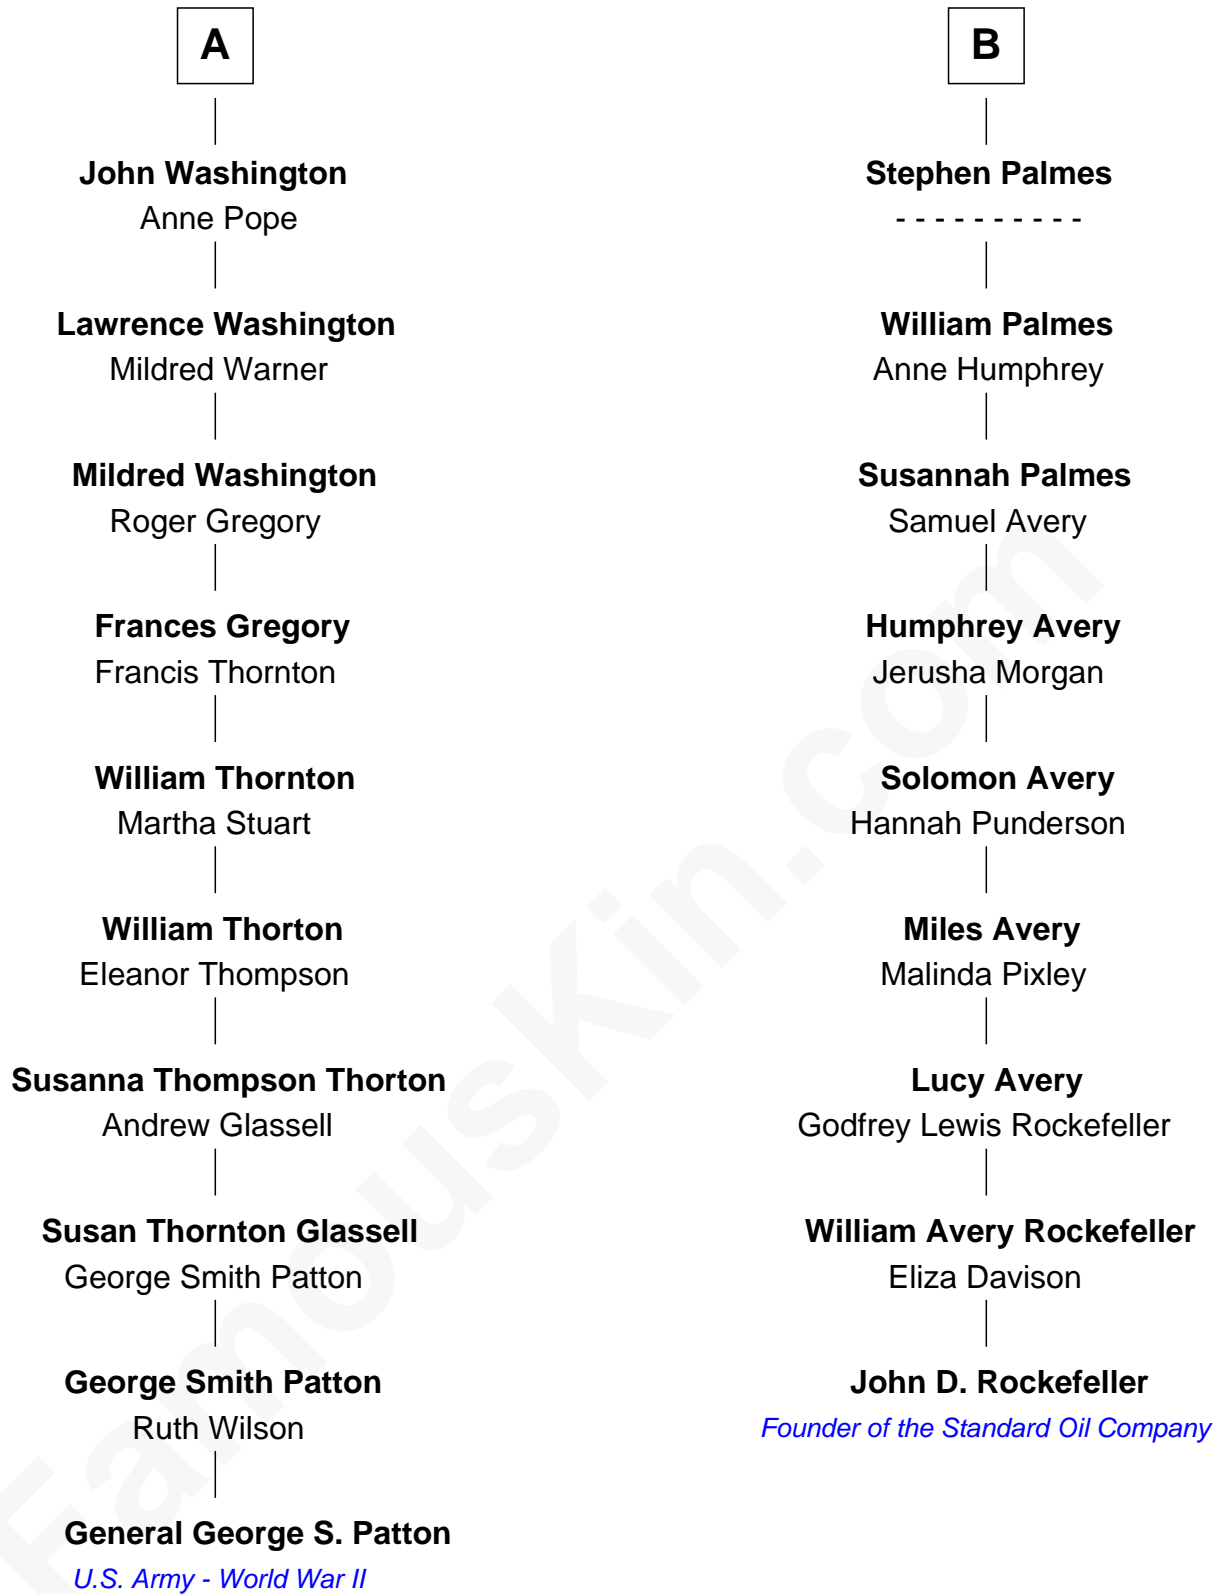 A
John Washington
Anne Pope
Lawrence Washington
Mildred Warner
Mildred Washington
Roger Gregory
Frances Gregory
Francis Thornton
William Thornton
Martha Stuart
William Thorton
Eleanor Thompson
Susanna Thompson Thorton
Andrew Glassell
Susan Thornton Glassell
George Smith Patton
George Smith Patton
Ruth Wilson
General George S. Patton
U.S. Army - World War II
B
Stephen Palmes
- - - - - - - - - -
William Palmes
Anne Humphrey
Susannah Palmes
Samuel Avery
Humphrey Avery
Jerusha Morgan
Solomon Avery
Hannah Punderson
Miles Avery
Malinda Pixley
Lucy Avery
Godfrey Lewis Rockefeller
William Avery Rockefeller
Eliza Davison
John D. Rockefeller
Founder of the Standard Oil Company
FamousKin.com